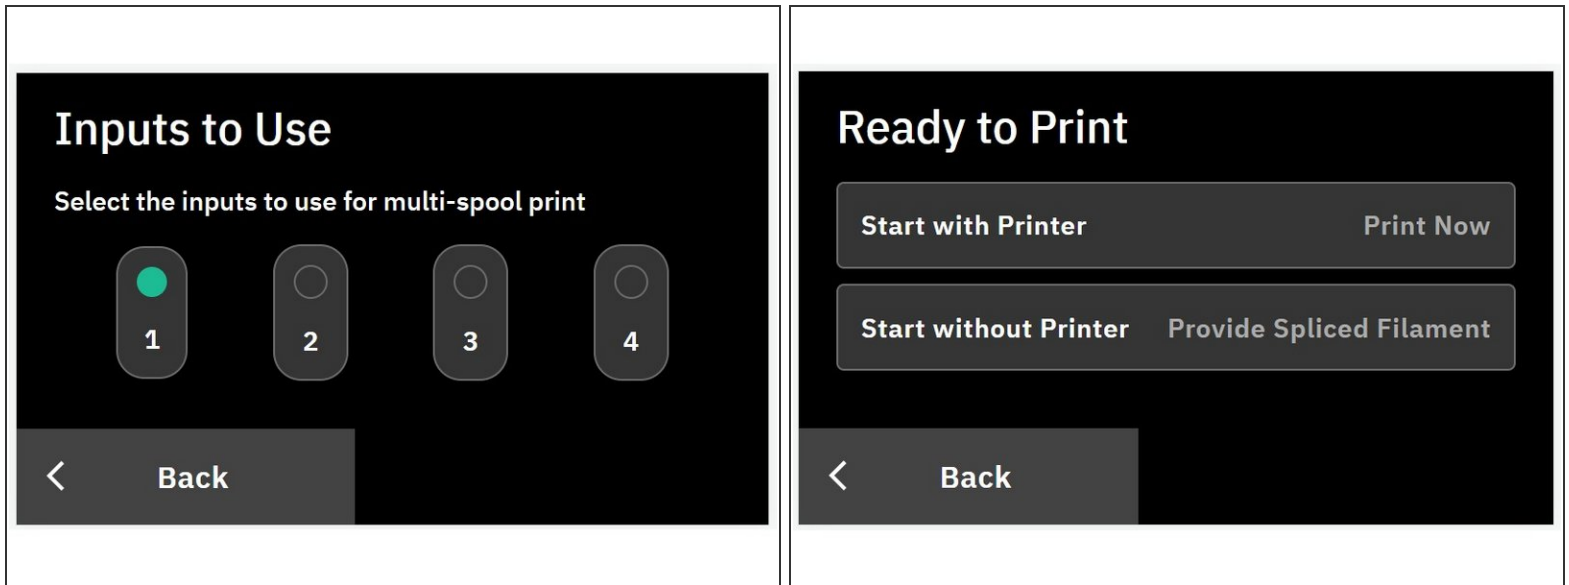 Inputs to Use
Select the inputs to use for multi-spool print
1 2 3 4
Back
Ready to Print
Start with Printer Print Now
Start without Printer Provide Spliced Filament
Back